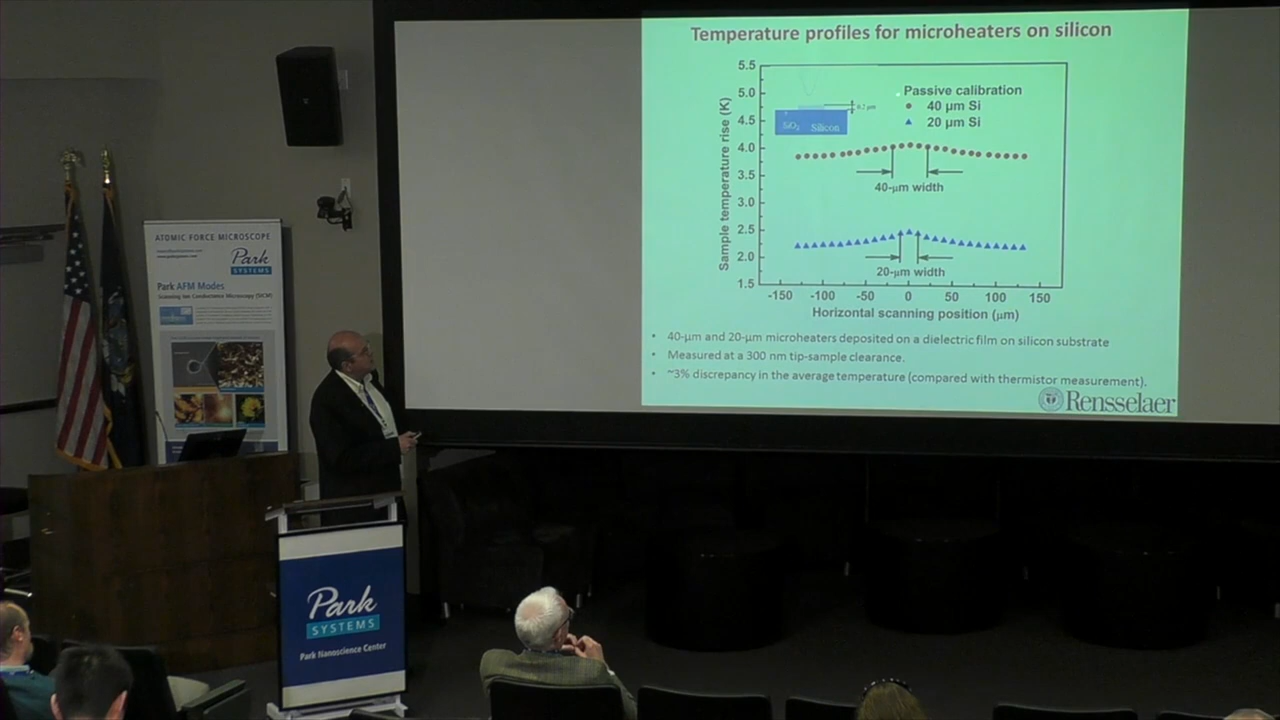 Temperature profiles for microheaters on silicon
5.5
5.0
4.5
4.0
3.5
3.0
2.5
2.0
1.5
Sample temperature rise (K)
Passive calibration
40 μm Si
20 μm Si
0.2 μm
SiO2 Silicon
40-μm width
20-μm width
-150 -100 -50 0 50 100 150
Horizontal scanning position (μm)
• 40-μm and 20-μm microheaters deposited on a dielectric film on silicon substrate
• Measured at a 300 nm tip-sample clearance.
• ~3% discrepancy in the average temperature (compared with thermistor measurement).
Rensselaer
ATOMIC FORCE MICROSCOPE
Park
SYSTEMS
Park AFM Modes
Scanning Ion Conductance Microscopy (SICM)
Park
SYSTEMS
Park Nanoscience Center